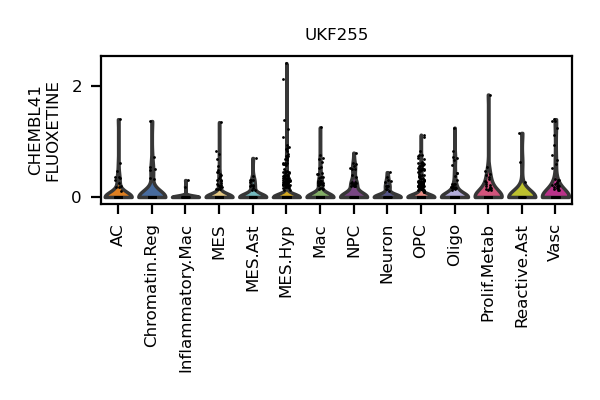 UKF255
CHEMBL41
FLUOXETINE
2
0
AC
Chromatin.Reg
Inflammatory.Mac
MES
MES.Ast
MES.Hyp
Mac
NPC
Neuron
OPC
Oligo
Prolif.Metab
Reactive.Ast
Vasc